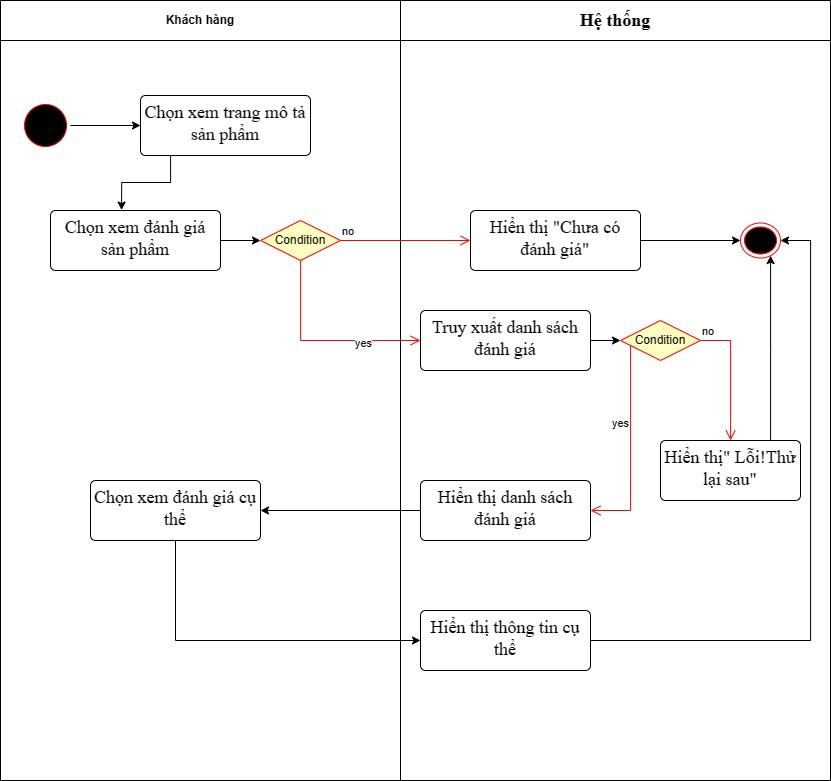 Khách hàng
Hệ thống
Chọn xem trang mô tả
sản phẩm
Chọn xem đánh giá
sản phẩm
Condition
no
Hiển thị "Chưa có
đánh giá"
yes
Truy xuất danh sách
đánh giá
Condition
no
yes
Hiển thị" Lỗi!Thử
lại sau"
Hiển thị danh sách
đánh giá
Chọn xem đánh giá cụ
thể
Hiển thị thông tin cụ
thể